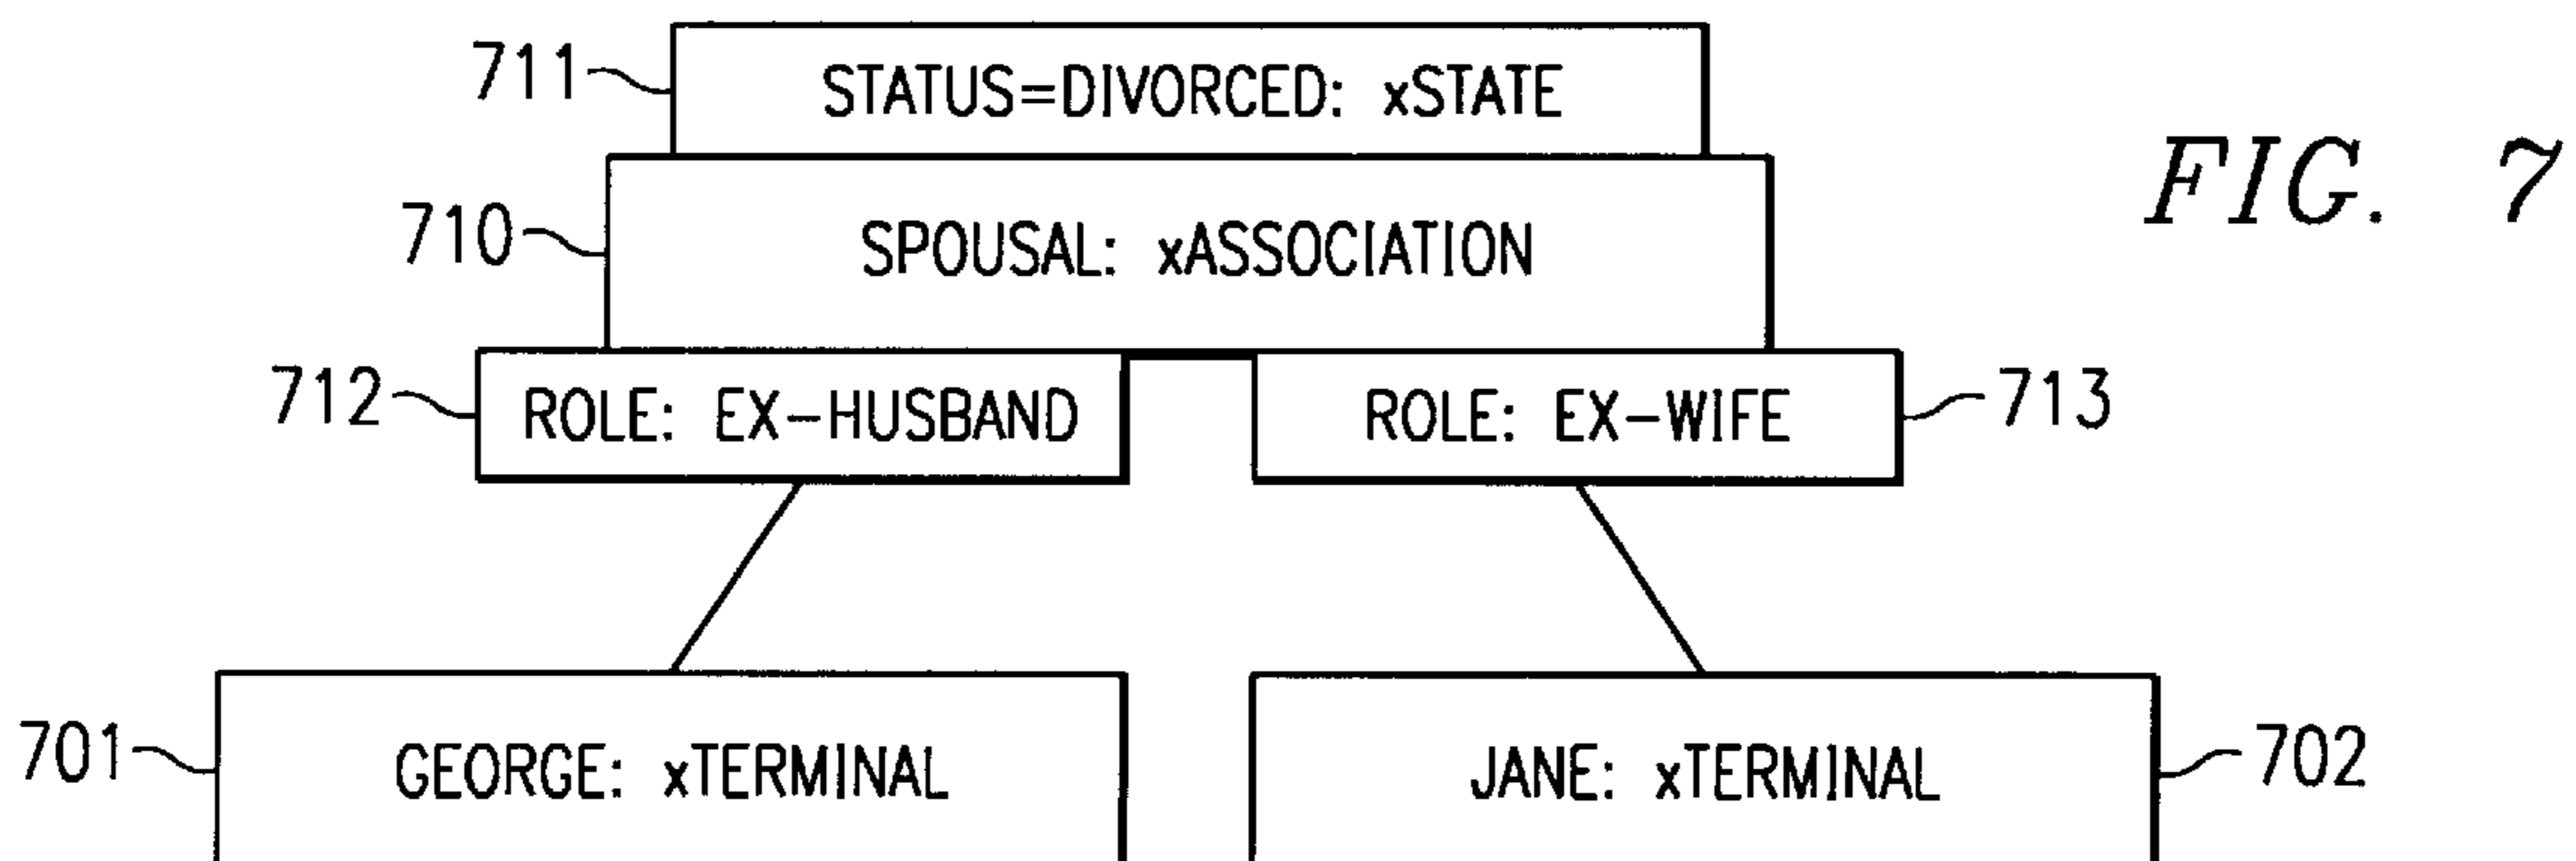 711 STATUS=DIVORCED: xSTATE
FIG. 7
710 SPOUSAL: xASSOCIATION
712 ROLE: EX-HUSBAND ROLE: EX-WIFE 713
701 GEORGE: xTERMINAL JANE: xTERMINAL 702